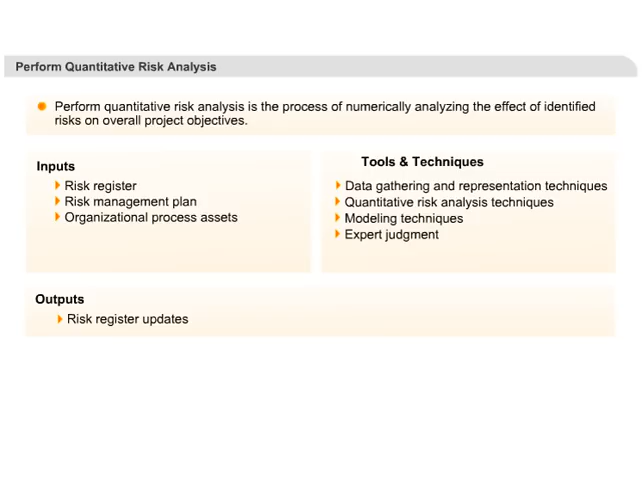 Perform Quantitative Risk Analysis
Perform quantitative risk analysis is the process of numerically analyzing the effect of identified
risks on overall project objectives.
Inputs
Risk register
Risk management plan
Organizational process assets
Tools & Techniques
Data gathering and representation techniques
Quantitative risk analysis techniques
Modeling techniques
Expert judgment
Outputs
Risk register updates